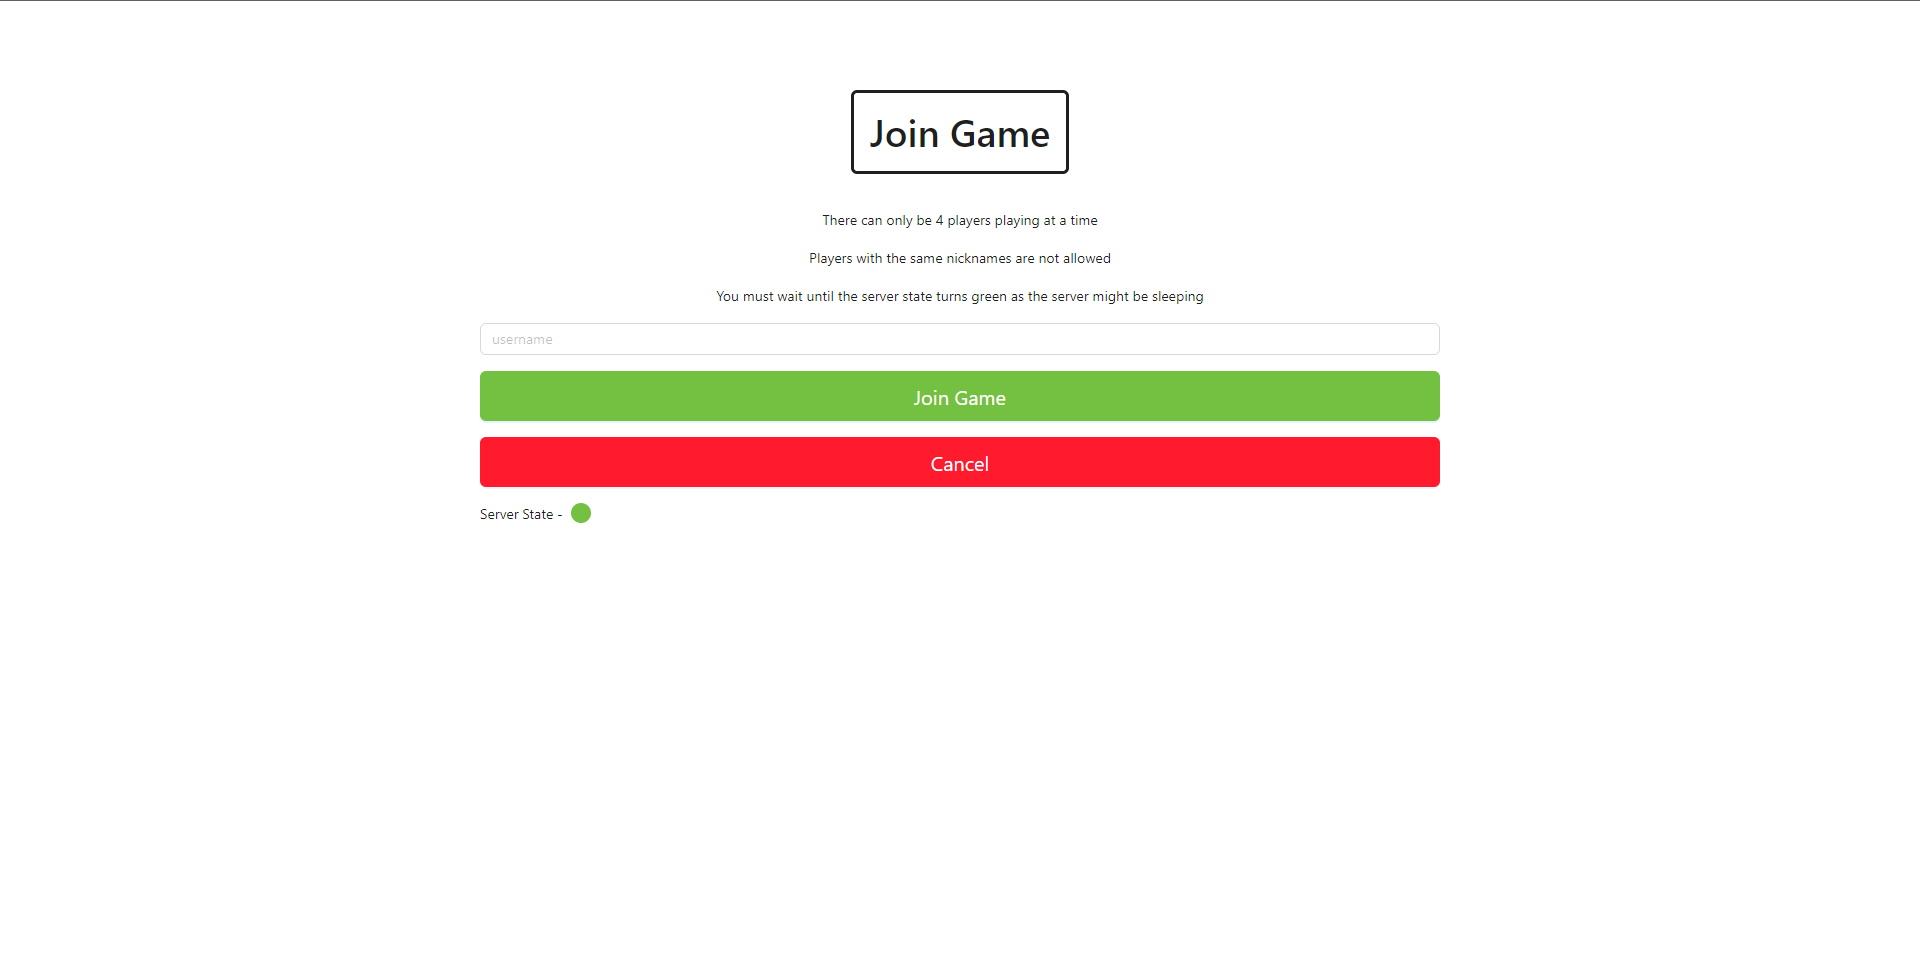 Join Game
There can only be 4 players playing at a time
Players with the same nicknames are not allowed
You must wait until the server state turns green as the server might be sleeping
username
Join Game
Cancel
Server State -